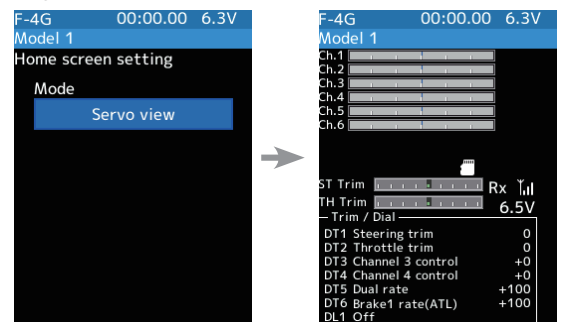 F-4G 00:00.00 6.3V
Model 1
Home screen setting
Mode
Servo view
F-4G 00:00.00 6.3V
Model 1
Ch.1
Ch.2
Ch.3
Ch.4
Ch.5
Ch.6
ST Trim Rx
TH Trim 6.5V
Trim / Dial
DT1 Steering trim 0
DT2 Throttle trim 0
DT3 Channel 3 control +0
DT4 Channel 4 control +0
DT5 Dual rate +100
DT6 Brake1 rate(ATL) +100
DL1 Off